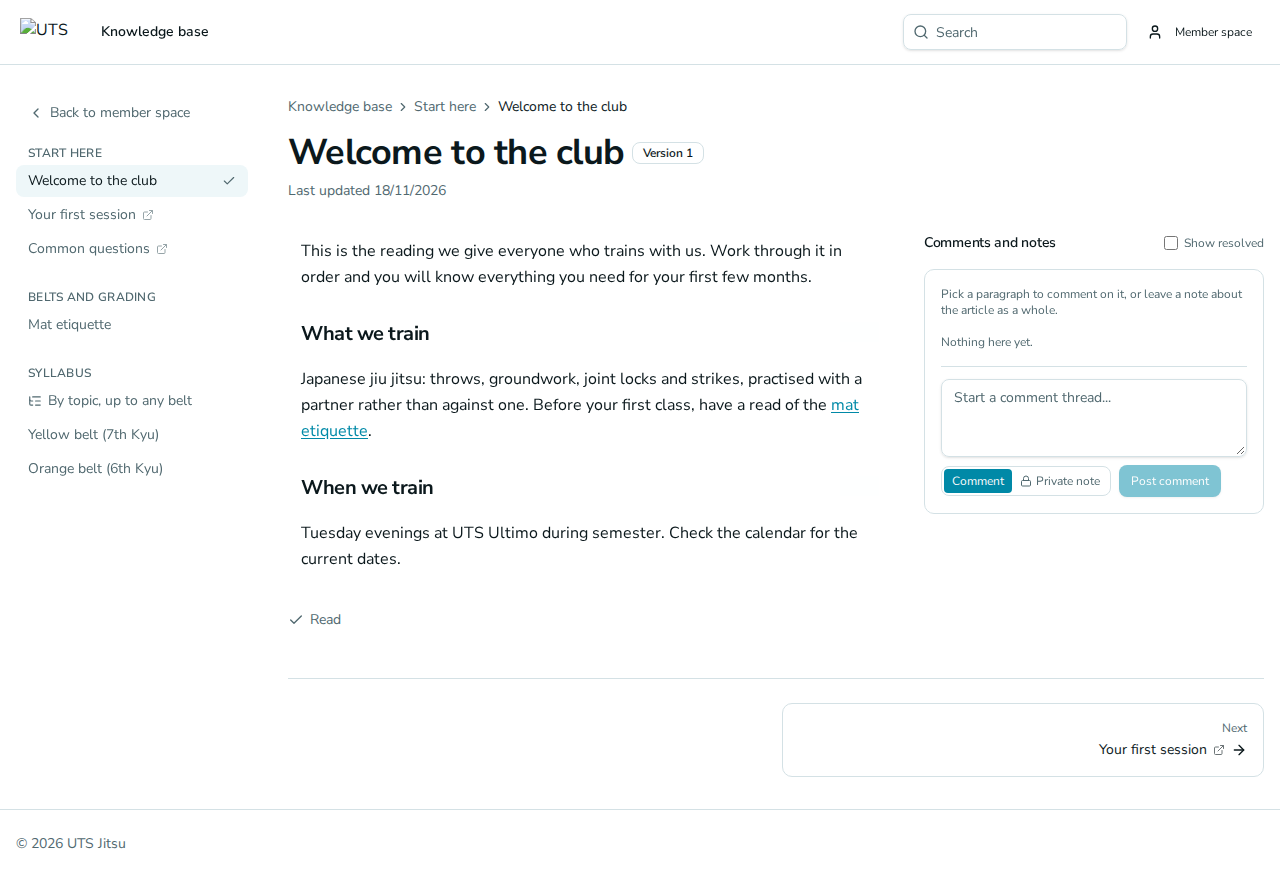 UTS
Knowledge base
Search
Member space
Back to member space
START HERE
Welcome to the club
Your first session
Common questions
BELTS AND GRADING
Mat etiquette
SYLLABUS
By topic, up to any belt
Yellow belt (7th Kyu)
Orange belt (6th Kyu)
Knowledge base
Start here
Welcome to the club
Welcome to the club
Version 1
Last updated 18/11/2026
This is the reading we give everyone who trains with us. Work through it in
order and you will know everything you need for your first few months.
What we train
Japanese jiu jitsu: throws, groundwork, joint locks and strikes, practised with a
partner rather than against one. Before your first class, have a read of the mat
etiquette.
When we train
Tuesday evenings at UTS Ultimo during semester. Check the calendar for the
current dates.
Read
Comments and notes
Show resolved
Pick a paragraph to comment on it, or leave a note about
the article as a whole.
Nothing here yet.
Start a comment thread...
Comment
Private note
Post comment
Next
Your first session
© 2026 UTS Jitsu